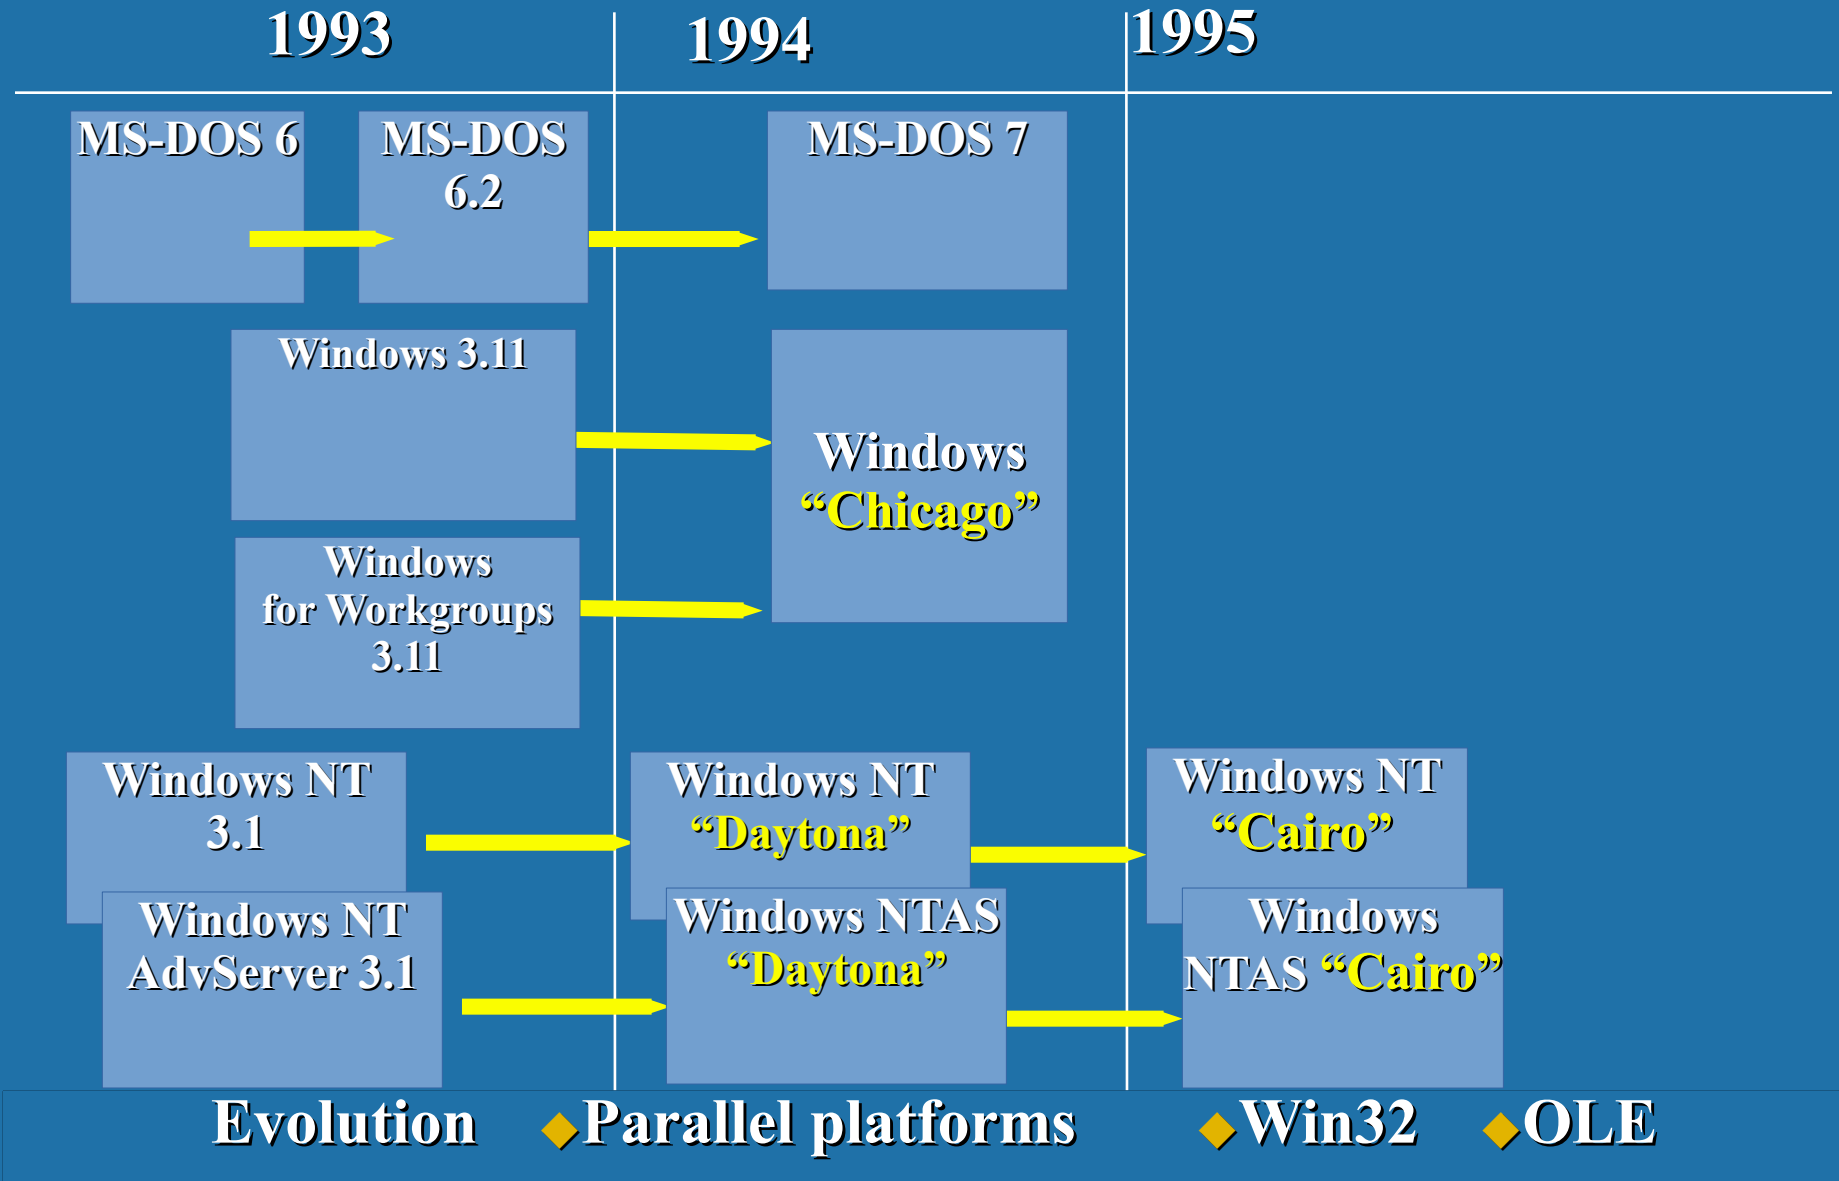 1993
1994
1995
MS-DOS 6
MS-DOS
6.2
MS-DOS 7
Windows 3.11
Windows
“Chicago”
Windows
for Workgroups
3.11
Windows NT
3.1
Windows NT
“Daytona”
Windows NT
“Cairo”
Windows NT
AdvServer 3.1
Windows NTAS
“Daytona”
Windows
NTAS “Cairo”
Evolution ◆Parallel platforms ◆Win32 ◆OLE